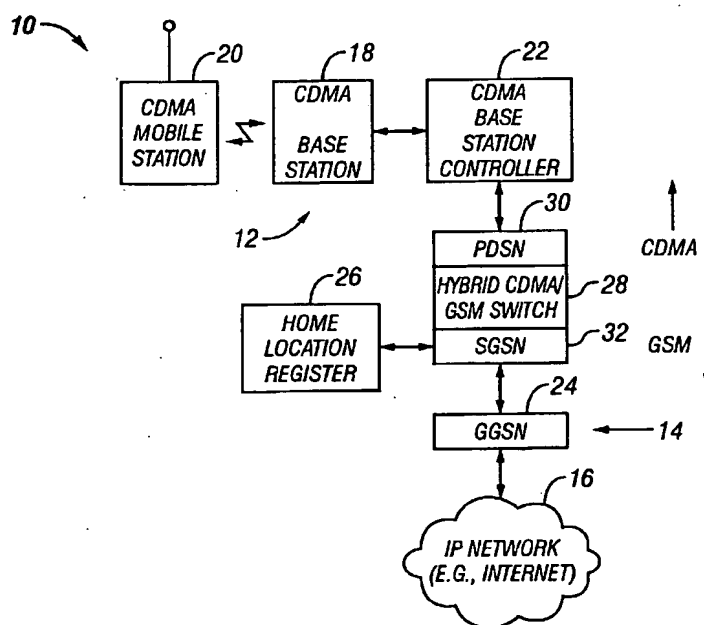 10
20
18
22
CDMA
MOBILE
STATION
CDMA
BASE
STATION
CDMA
BASE
STATION
CONTROLLER
12
30
PDSN
CDMA
26
HYBRID CDMA/
GSM SWITCH
28
HOME
LOCATION
REGISTER
32
SGSN
GSM
24
GGSN
14
16
IP NETWORK
(E.G., INTERNET)